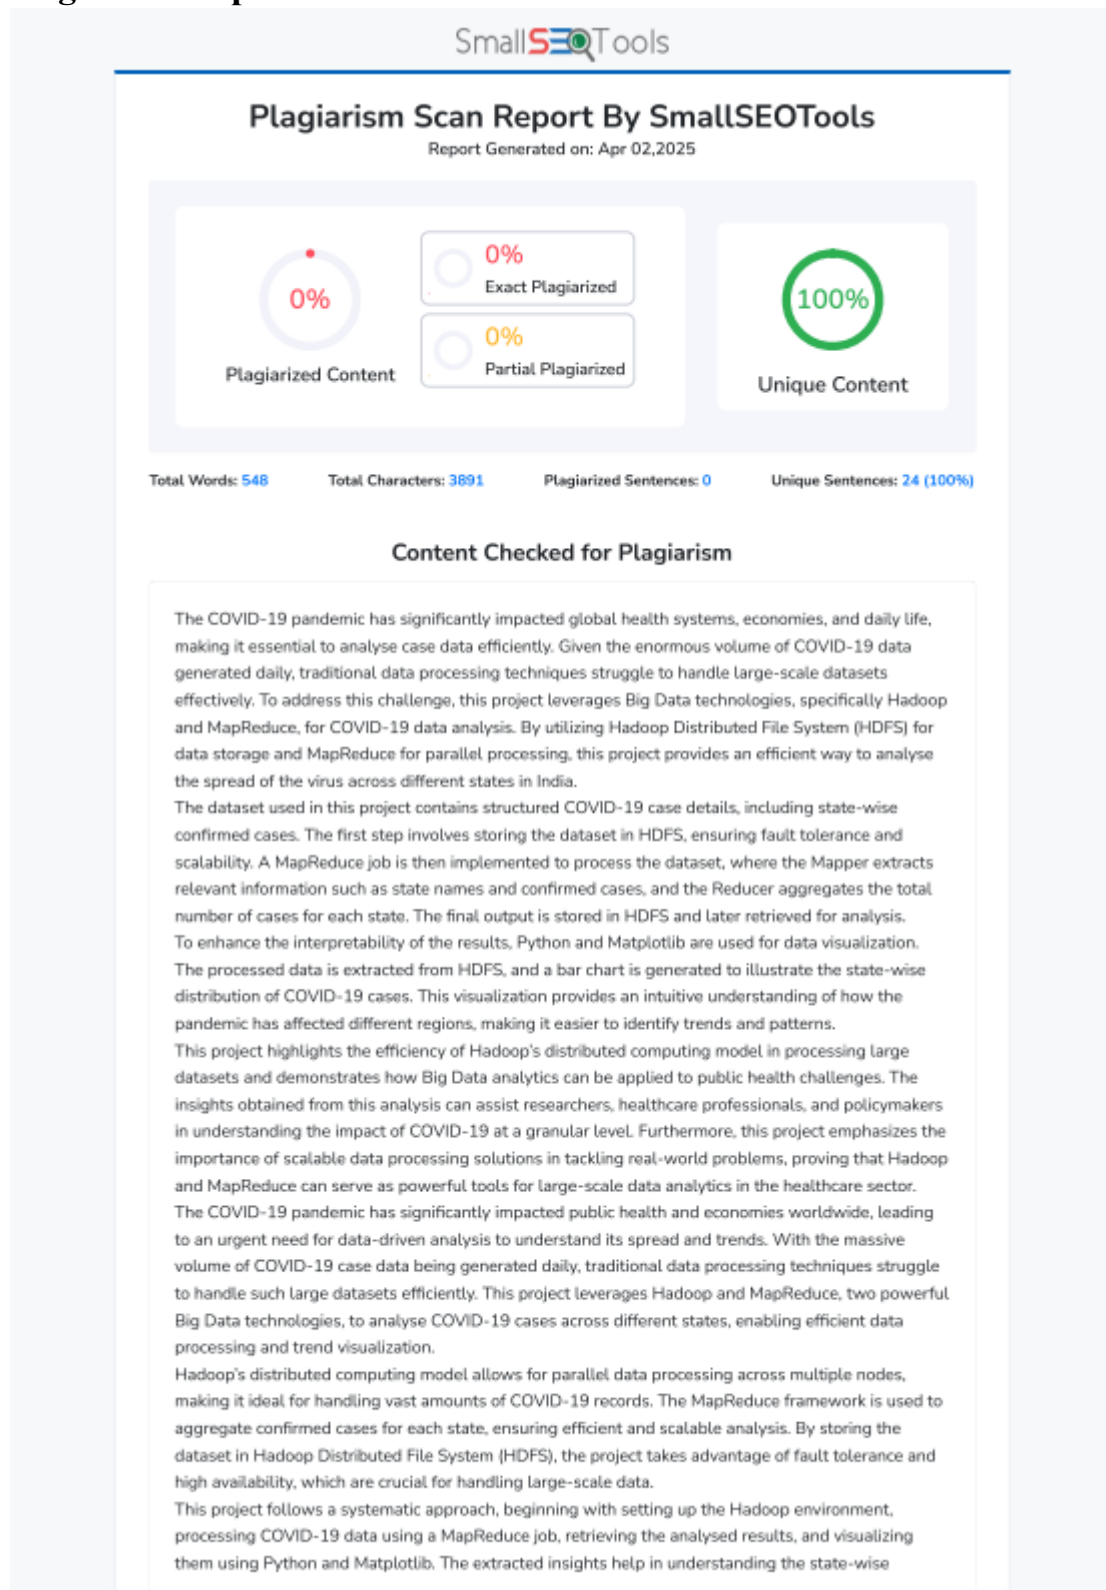 SmallSEOTools
Plagiarism Scan Report By SmallSEOTools
Report Generated on: Apr 02,2025
0%
Plagiarized Content
0%
Exact Plagiarized
0%
Partial Plagiarized
100%
Unique Content
Total Words: 548 Total Characters: 3891 Plagiarized Sentences: 0 Unique Sentences: 24 (100%)
Content Checked for Plagiarism
The COVID-19 pandemic has significantly impacted global health systems, economies, and daily life,
making it essential to analyse case data efficiently. Given the enormous volume of COVID-19 data
generated daily, traditional data processing techniques struggle to handle large-scale datasets
effectively. To address this challenge, this project leverages Big Data technologies, specifically Hadoop
and MapReduce, for COVID-19 data analysis. By utilizing Hadoop Distributed File System (HDFS) for
data storage and MapReduce for parallel processing, this project provides an efficient way to analyse
the spread of the virus across different states in India.
The dataset used in this project contains structured COVID-19 case details, including state-wise
confirmed cases. The first step involves storing the dataset in HDFS, ensuring fault tolerance and
scalability. A MapReduce job is then implemented to process the dataset, where the Mapper extracts
relevant information such as state names and confirmed cases, and the Reducer aggregates the total
number of cases for each state. The final output is stored in HDFS and later retrieved for analysis.
To enhance the interpretability of the results, Python and Matplotlib are used for data visualization.
The processed data is extracted from HDFS, and a bar chart is generated to illustrate the state-wise
distribution of COVID-19 cases. This visualization provides an intuitive understanding of how the
pandemic has affected different regions, making it easier to identify trends and patterns.
This project highlights the efficiency of Hadoop's distributed computing model in processing large
datasets and demonstrates how Big Data analytics can be applied to public health challenges. The
insights obtained from this analysis can assist researchers, healthcare professionals, and policymakers
in understanding the impact of COVID-19 at a granular level. Furthermore, this project emphasizes the
importance of scalable data processing solutions in tackling real-world problems, proving that Hadoop
and MapReduce can serve as powerful tools for large-scale data analytics in the healthcare sector.
The COVID-19 pandemic has significantly impacted public health and economies worldwide, leading
to an urgent need for data-driven analysis to understand its spread and trends. With the massive
volume of COVID-19 case data being generated daily, traditional data processing techniques struggle
to handle such large datasets efficiently. This project leverages Hadoop and MapReduce, two powerful
Big Data technologies, to analyse COVID-19 cases across different states, enabling efficient data
processing and trend visualization.
Hadoop's distributed computing model allows for parallel data processing across multiple nodes,
making it ideal for handling vast amounts of COVID-19 records. The MapReduce framework is used to
aggregate confirmed cases for each state, ensuring efficient and scalable analysis. By storing the
dataset in Hadoop Distributed File System (HDFS), the project takes advantage of fault tolerance and
high availability, which are crucial for handling large-scale data.
This project follows a systematic approach, beginning with setting up the Hadoop environment,
processing COVID-19 data using a MapReduce job, retrieving the analysed results, and visualizing
them using Python and Matplotlib. The extracted insights help in understanding the state-wise